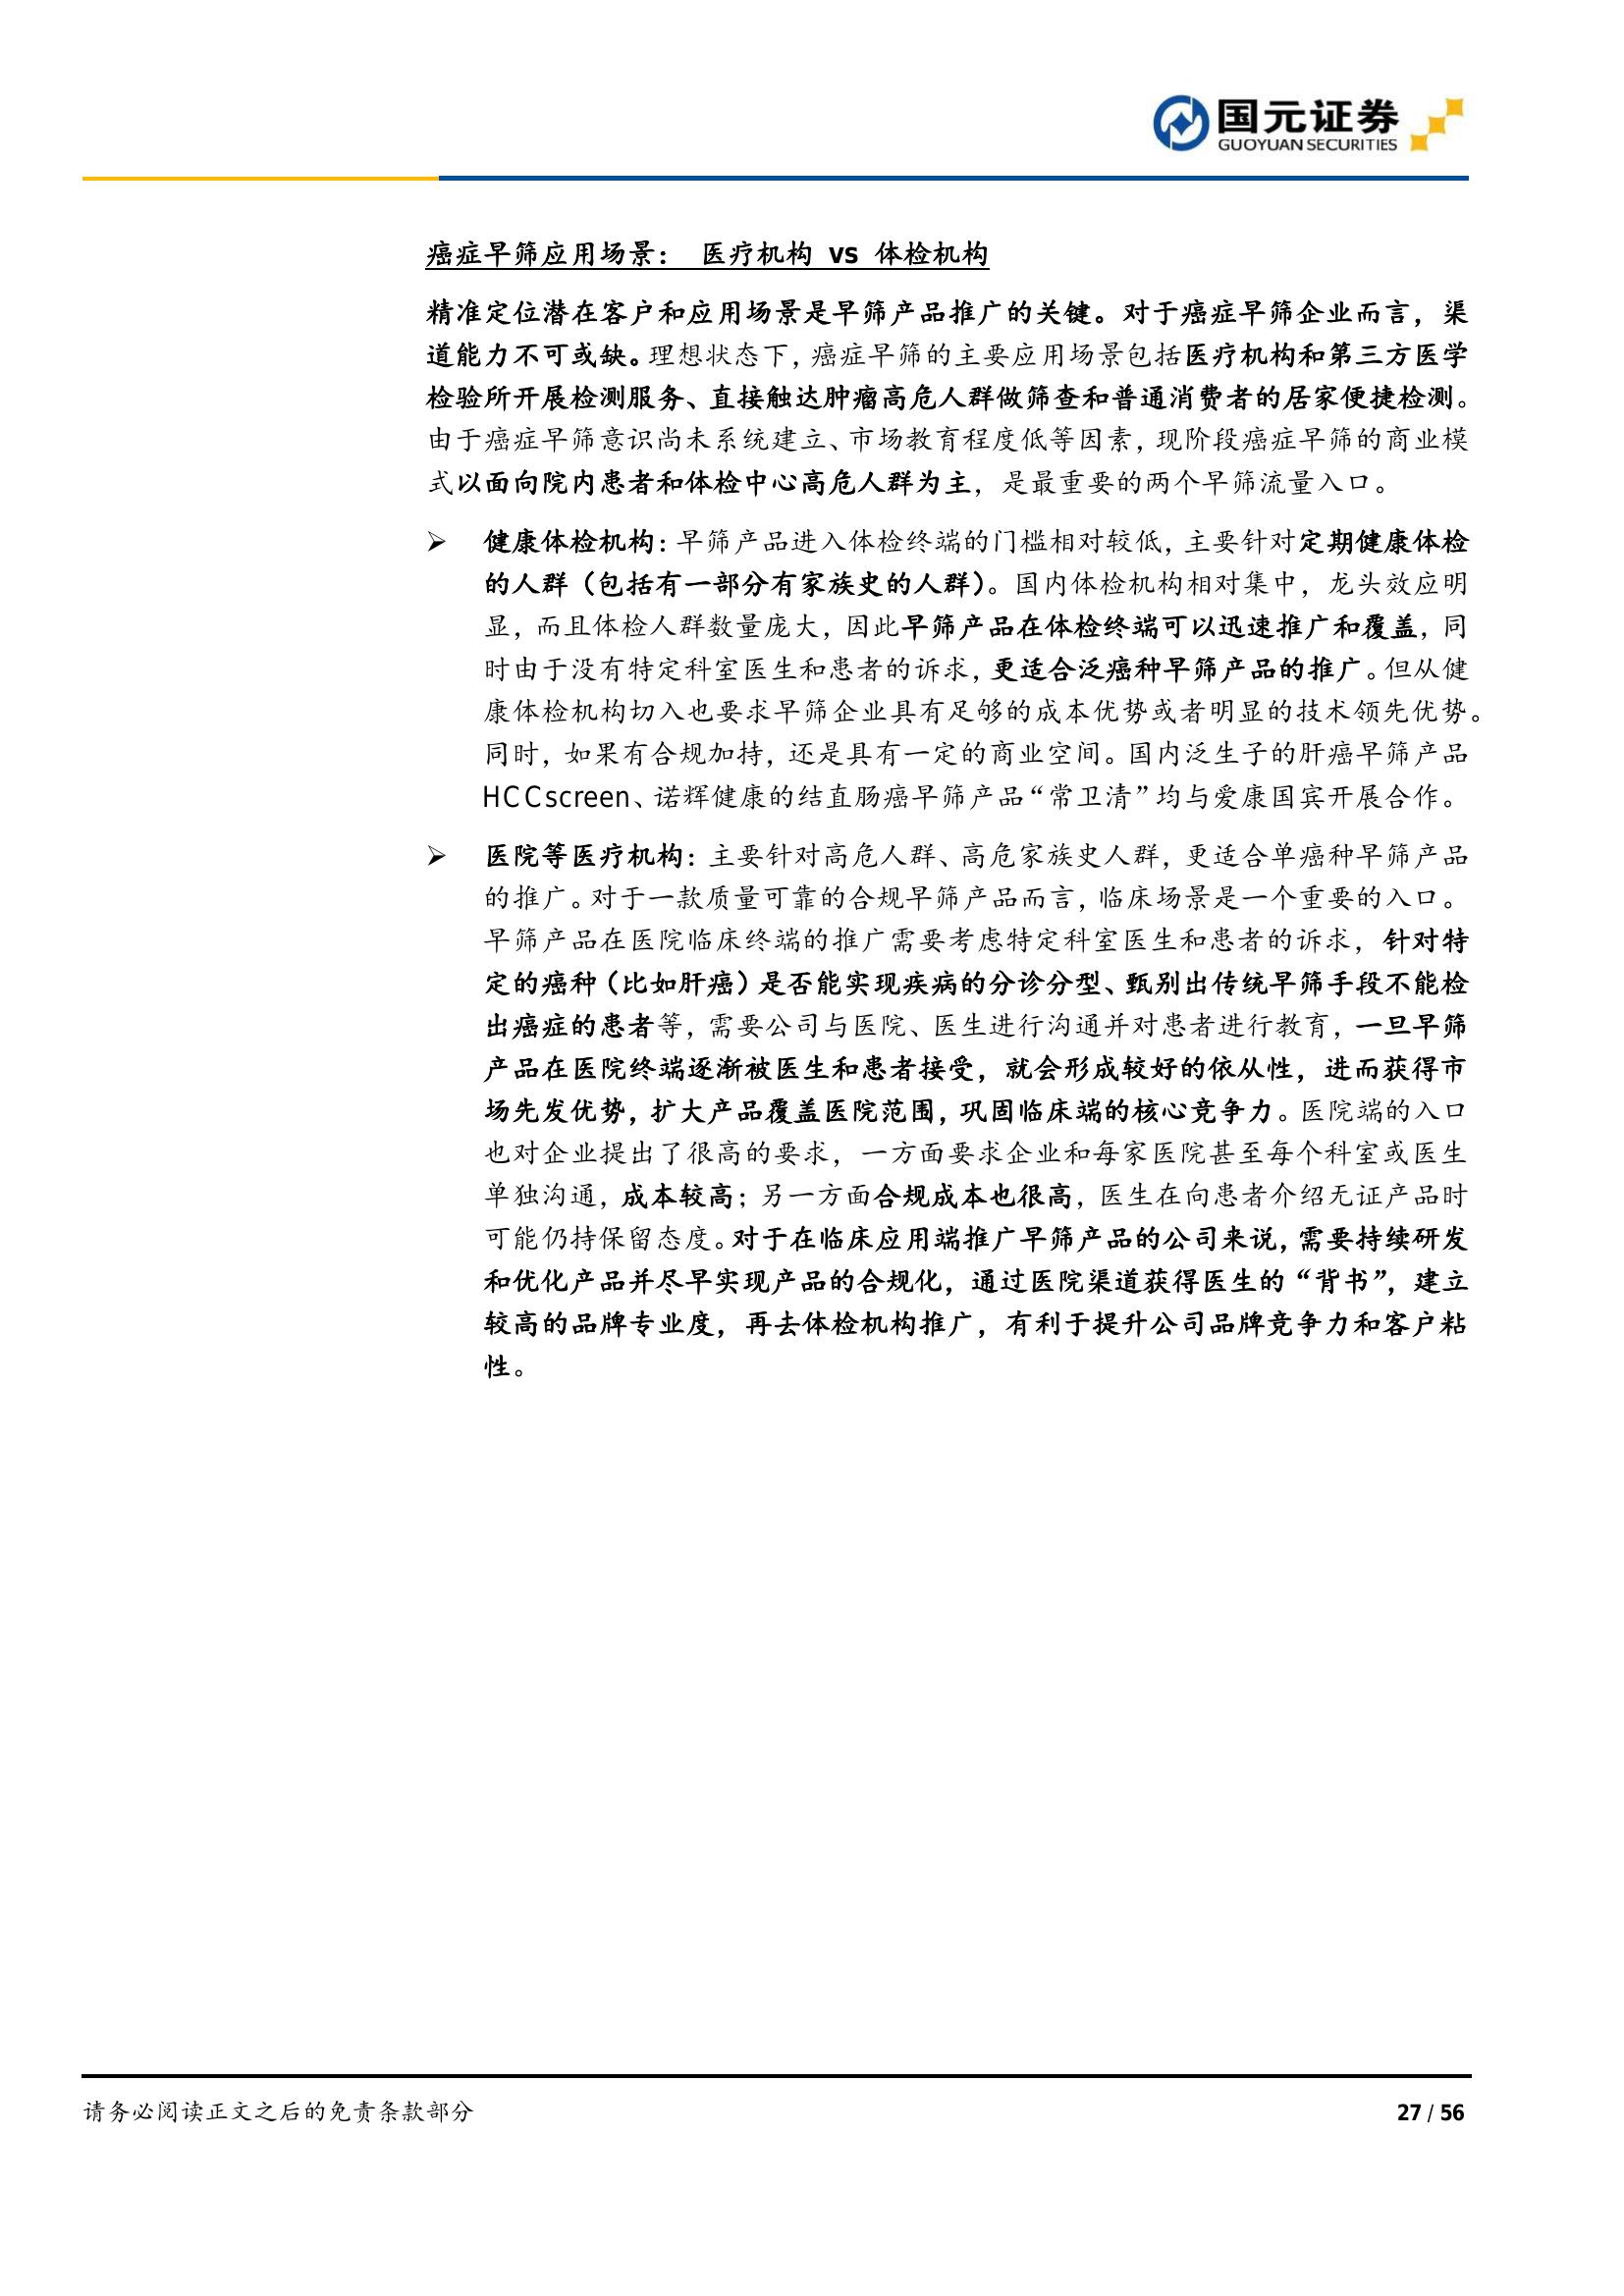 国元证券
GUOYUAN SECURITIES
癌症早筛应用场景： 医疗机构 vs 体检机构
精准定位潜在客户和应用场景是早筛产品推广的关键。对于癌症早筛企业而言，渠
道能力不可或缺。理想状态下，癌症早筛的主要应用场景包括医疗机构和第三方医学
检验所开展检测服务、直接触达肿瘤高危人群做筛查和普通消费者的居家便捷检测。
由于癌症早筛意识尚未系统建立、市场教育程度低等因素，现阶段癌症早筛的商业模
式以面向院内患者和体检中心高危人群为主，是最重要的两个早筛流量入口。
➢ 健康体检机构：早筛产品进入体检终端的门槛相对较低，主要针对定期健康体检
的人群（包括有一部分有家族史的人群）。国内体检机构相对集中，龙头效应明
显，而且体检人群数量庞大，因此早筛产品在体检终端可以迅速推广和覆盖，同
时由于没有特定科室医生和患者的诉求，更适合泛癌种早筛产品的推广。但从健
康体检机构切入也要求早筛企业具有足够的成本优势或者明显的技术领先优势。
同时，如果有合规加持，还是具有一定的商业空间。国内泛生子的肝癌早筛产品
HCCscreen、诺辉健康的结直肠癌早筛产品“常卫清”均与爱康国宾开展合作。
➢ 医院等医疗机构：主要针对高危人群、高危家族史人群，更适合单癌种早筛产品
的推广。对于一款质量可靠的合规早筛产品而言，临床场景是一个重要的入口。
早筛产品在医院临床终端的推广需要考虑特定科室医生和患者的诉求，针对特
定的癌种（比如肝癌）是否能实现疾病的分诊分型、甄别出传统早筛手段不能检
出癌症的患者等，需要公司与医院、医生进行沟通并对患者进行教育，一旦早筛
产品在医院终端逐渐被医生和患者接受，就会形成较好的依从性，进而获得市
场先发优势，扩大产品覆盖医院范围，巩固临床端的核心竞争力。医院端的入口
也对企业提出了很高的要求，一方面要求企业和每家医院甚至每个科室或医生
单独沟通，成本较高；另一方面合规成本也很高，医生在向患者介绍无证产品时
可能仍持保留态度。对于在临床应用端推广早筛产品的公司来说，需要持续研发
和优化产品并尽早实现产品的合规化，通过医院渠道获得医生的“背书”，建立
较高的品牌专业度，再去体检机构推广，有利于提升公司品牌竞争力和客户粘
性。
请务必阅读正文之后的免责条款部分
27 / 56